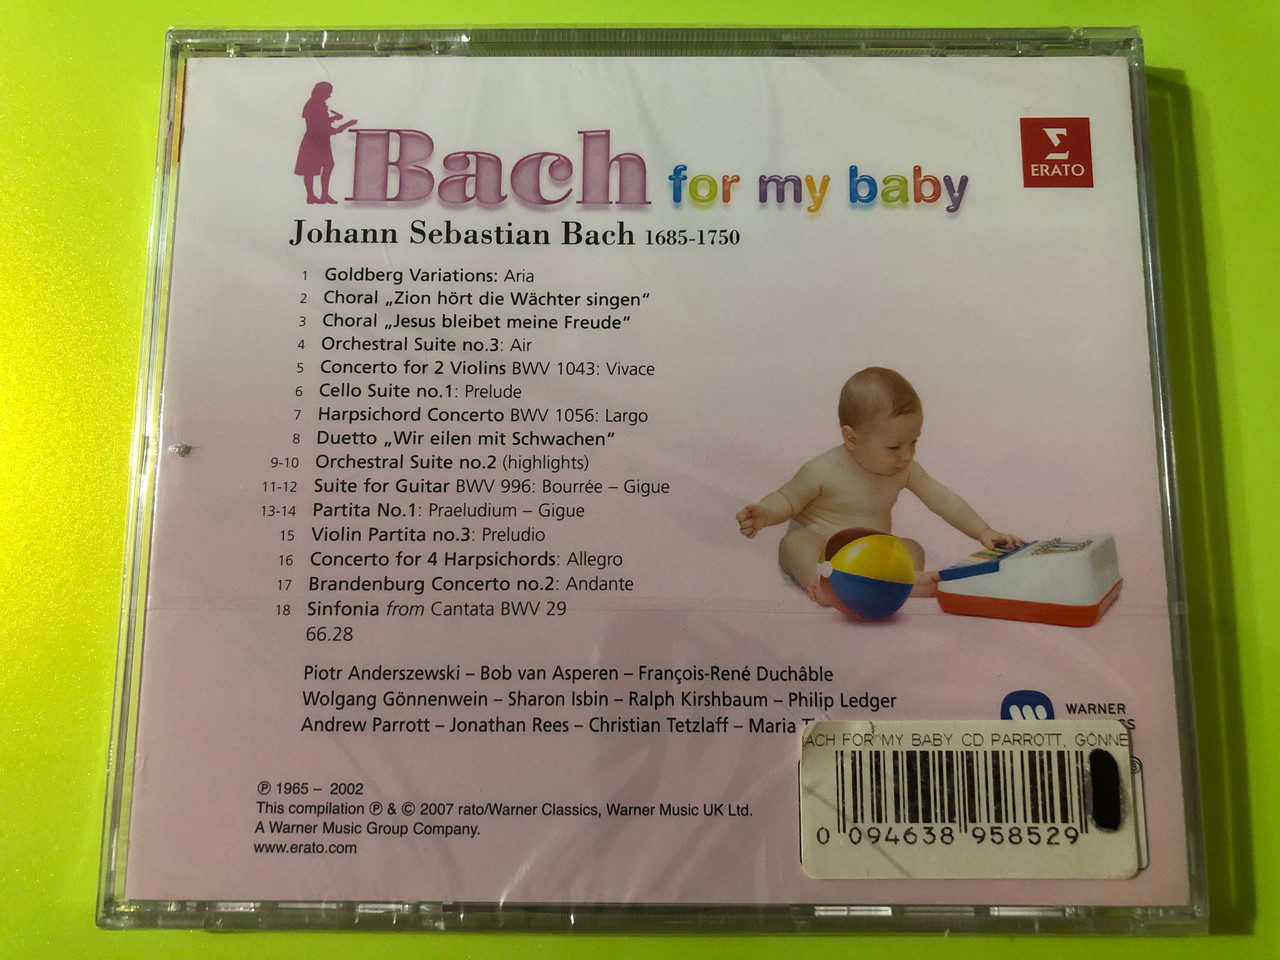 Bach for my baby
ERATO
Johann Sebastian Bach 1685-1750
1 Goldberg Variations: Aria
2 Choral „Zion hört die Wächter singen“
3 Choral „Jesus bleibet meine Freude“
4 Orchestral Suite no.3: Air
5 Concerto for 2 Violins BWV 1043: Vivace
6 Cello Suite no.1: Prelude
7 Harpsichord Concerto BWV 1056: Largo
8 Duetto „Wir eilen mit Schwachen“
9-10 Orchestral Suite no.2 (highlights)
11-12 Suite for Guitar BWV 996: Bourrée – Gigue
13-14 Partita No.1: Praeludium – Gigue
15 Violin Partita no.3: Preludio
16 Concerto for 4 Harpsichords: Allegro
17 Brandenburg Concerto no.2: Andante
18 Sinfonia from Cantata BWV 29
66.28
Piotr Anderszewski – Bob van Asperen – François-René Duchâble
Wolgang Gönnenwein – Sharon Isbin – Ralph Kirshbaum – Philip Ledger
Andrew Parrott – Jonathan Rees – Christian Tetzlaff – Maria
WARNER
ACH FOR MY BABY CD PARROTT, GÖNNE
0 094638 958529
℗ 1965 – 2002
This compilation ℗ & © 2007 rato/Warner Classics, Warner Music UK Ltd.
A Warner Music Group Company.
www.erato.com